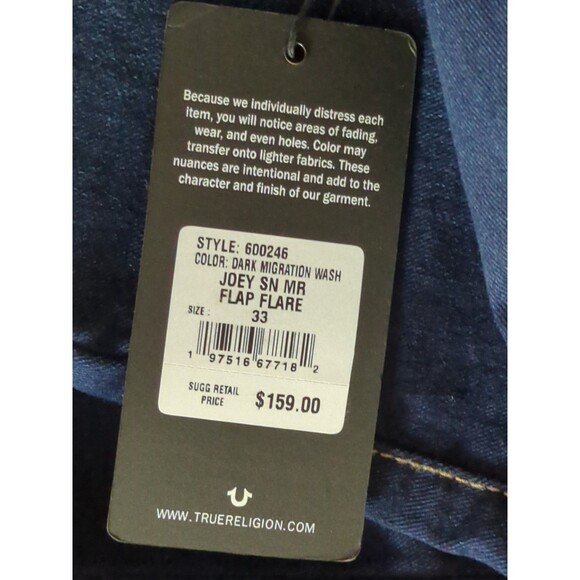 Because we individually distress each
item, you will notice areas of fading,
wear, and even holes. Color may
transfer onto lighter fabrics. These
nuances are intentional and add to the
character and finish of our garment.
STYLE: 600246
COLOR: DARK MIGRATION WASH
JOEY SN MR
FLAP FLARE
SIZE: 33
1 97516 67718 2
SUGG RETAIL
PRICE $159.00
WWW.TRUERELIGION.COM